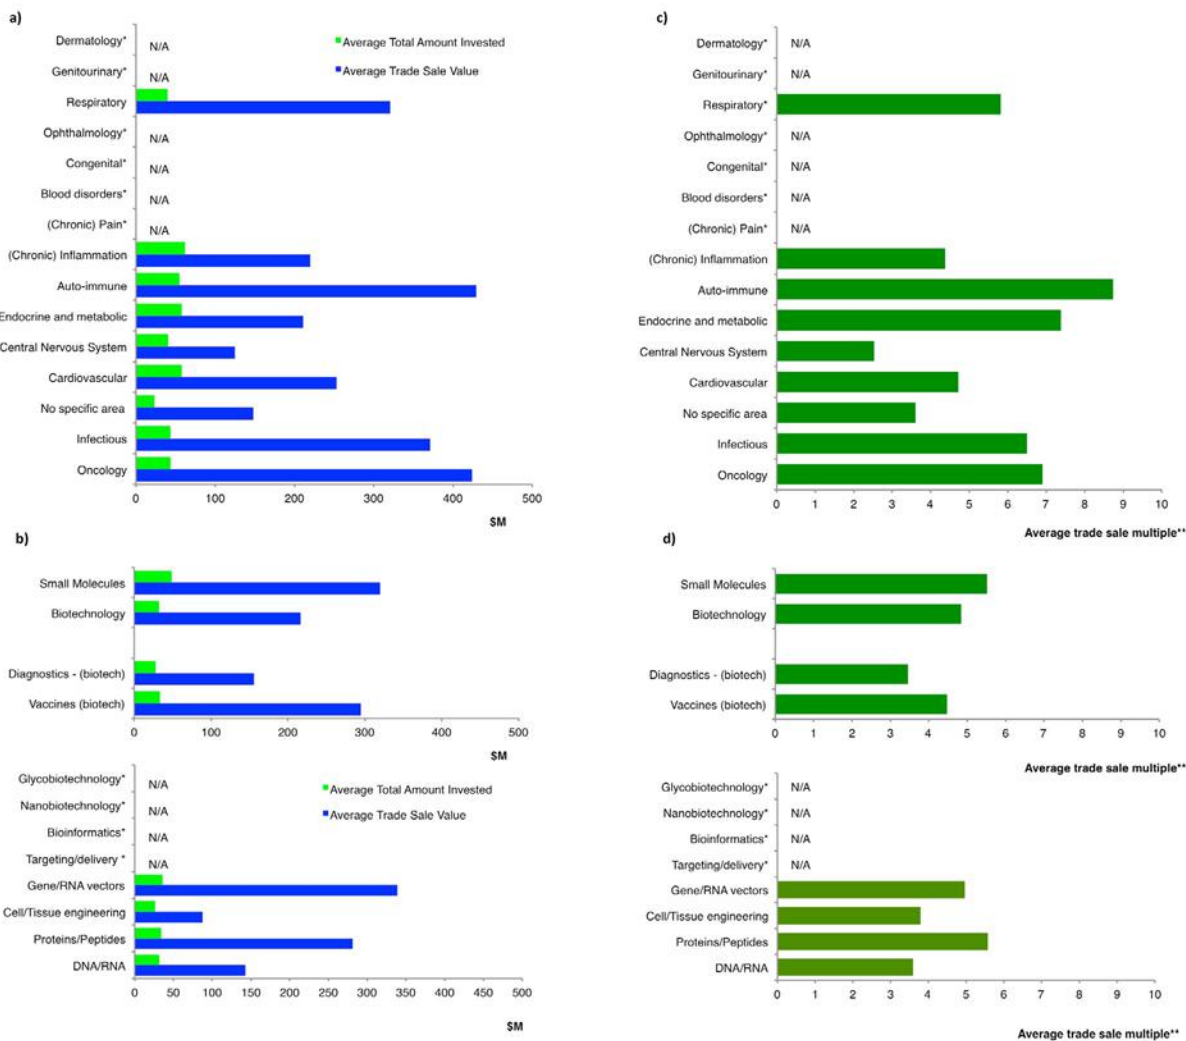 a)
Dermatology* N/A
Average Total Amount Invested
Genitourinary* N/A
Average Trade Sale Value
Respiratory
Ophthalmology* N/A
Congenital* N/A
Blood disorders* N/A
(Chronic) Pain* N/A
(Chronic) Inflammation
Auto-immune
Endocrine and metabolic
Central Nervous System
Cardiovascular
No specific area
Infectious
Oncology
0 100 200 300 400 500
$M
c)
Dermatology* N/A
Genitourinary* N/A
Respiratory*
Ophthalmology* N/A
Congenital* N/A
Blood disorders* N/A
(Chronic) Pain* N/A
(Chronic) Inflammation
Auto-immune
Endocrine and metabolic
Central Nervous System
Cardiovascular
No specific area
Infectious
Oncology
0 1 2 3 4 5 6 7 8 9 10
Average trade sale multiple**
b)
Small Molecules
Biotechnology
Diagnostics - (biotech)
Vaccines (biotech)
0 100 200 300 400 500
$M
Glycobiotechnology* N/A
Average Total Amount Invested
Nanobiotechnology* N/A
Average Trade Sale Value
Bioinformatics* N/A
Targeting/delivery * N/A
Gene/RNA vectors
Cell/Tissue engineering
Proteins/Peptides
DNA/RNA
0 50 100 150 200 250 300 350 400 450 500
$M
d)
Small Molecules
Biotechnology
Diagnostics - (biotech)
Vaccines (biotech)
0 1 2 3 4 5 6 7 8 9 10
Average trade sale multiple**
Glycobiotechnology* N/A
Nanobiotechnology* N/A
Bioinformatics* N/A
Targeting/delivery* N/A
Gene/RNA vectors
Cell/Tissue engineering
Proteins/Peptides
DNA/RNA
0 1 2 3 4 5 6 7 8 9 10
Average trade sale multiple**